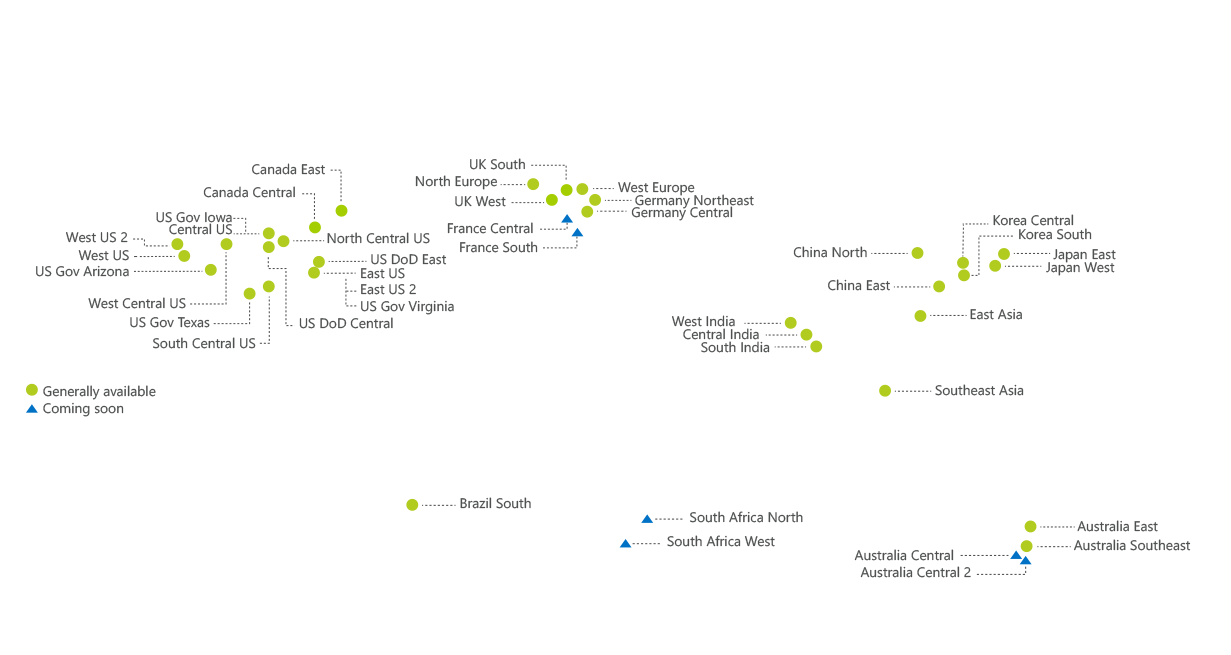 UK South
Canada East
North Europe
West Europe
Canada Central
UK West
Germany Northeast
Germany Central
US Gov Iowa
Central US
France Central
Korea Central
Korea South
West US 2
North Central US
France South
West US
China North
Japan East
US DoD East
Japan West
US Gov Arizona
East US
China East
East US 2
West Central US
US Gov Virginia
US Gov Texas
US DoD Central
West India
East Asia
Central India
South Central US
South India
Generally available
Southeast Asia
Coming soon
Brazil South
South Africa North
Australia East
South Africa West
Australia Southeast
Australia Central
Australia Central 2